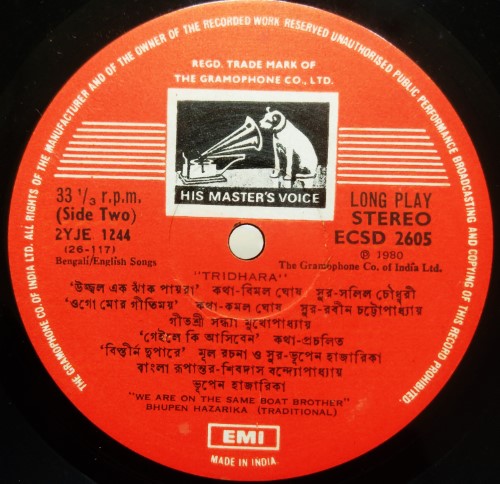 THE GRAMOPHONE CO. OF INDIA LTD. ALL RIGHTS OF THE MANUFACTURER AND OF THE OWNER OF THE RECORDED WORK RESERVED UNAUTHORISED PUBLIC PERFORMANCE BROADCASTING AND COPYING OF THIS RECORD PROHIBITED.
REGD. TRADE MARK OF
THE GRAMOPHONE CO., LTD.
HIS MASTER'S VOICE
33 1/3 r.p.m.
(Side Two)
2YJE 1244
(26-117)
Bengali/English Songs
LONG PLAY
STEREO
ECSD 2605
℗ 1980
The Gramophone Co. of India Ltd.
"TRIDHARA"
'উজ্জ্বল এক ঝাঁক পায়রা' কথা-বিমল ঘোষ সুর-সলিল চৌধুরী
'ওগো মোর গীতিময়' কথা-কমল ঘোষ সুর-রবীন চট্টোপাধ্যায়
গীতশ্রী সন্ধ্যা মুখোপাধ্যায়
'গেইলে কি আসিবেন' কথা-প্রচলিত
'বিস্তীর্ন দুপারে' মূল রচনা ও সুর-ভূপেন হাজারিকা
বাংলা রূপান্তর-শিবদাস বন্দ্যোপাধ্যায়
ভূপেন হাজারিকা
"WE ARE ON THE SAME BOAT BROTHER"
BHUPEN HAZARIKA (TRADITIONAL)
EMI
MADE IN INDIA